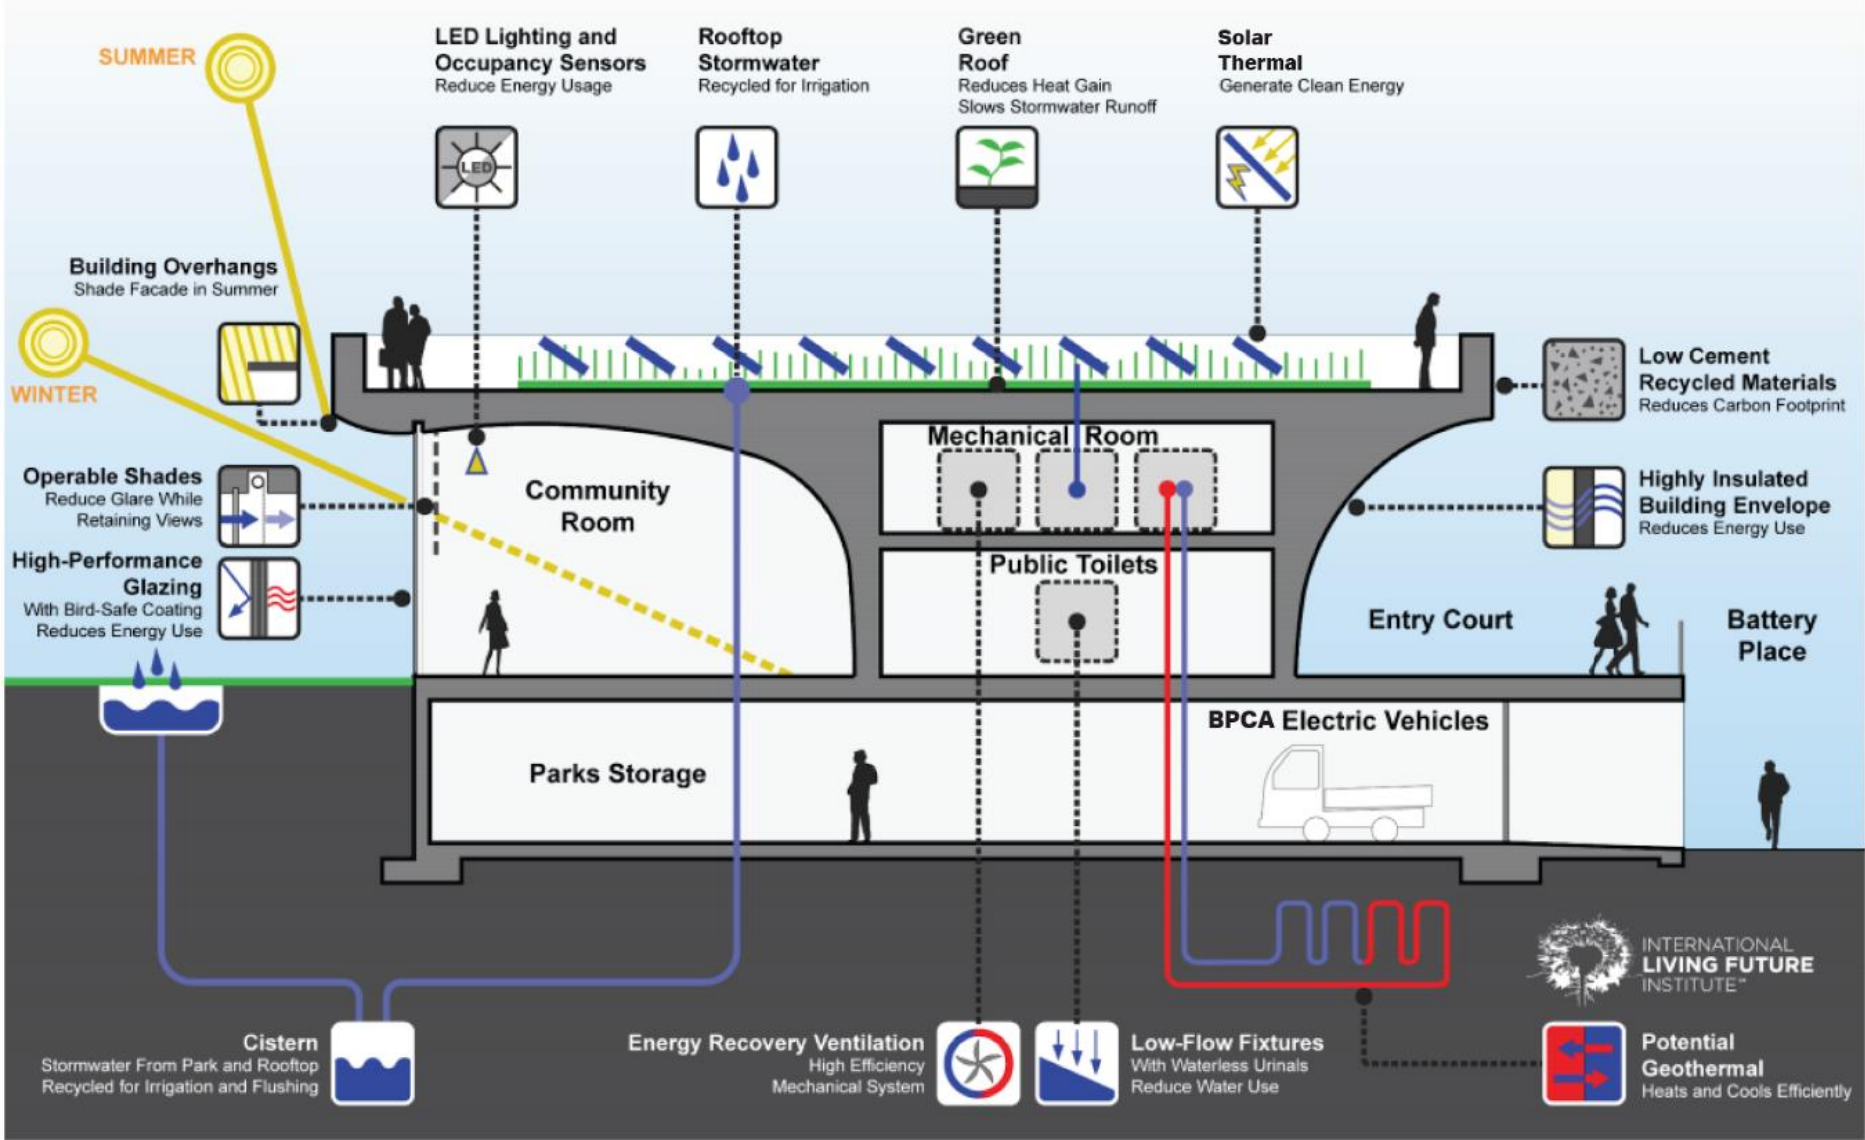 SUMMER
LED Lighting and
Occupancy Sensors
Reduce Energy Usage
LED
Rooftop
Stormwater
Recycled for Irrigation
Green
Roof
Reduces Heat Gain
Slows Stormwater Runoff
Solar
Thermal
Generate Clean Energy
Building Overhangs
Shade Facade in Summer
WINTER
Low Cement
Recycled Materials
Reduces Carbon Footprint
Operable Shades
Reduce Glare While
Retaining Views
Community
Room
Mechanical Room
Highly Insulated
Building Envelope
Reduces Energy Use
High-Performance
Glazing
With Bird-Safe Coating
Reduces Energy Use
Public Toilets
Entry Court
Battery
Place
Parks Storage
BPCA Electric Vehicles
INTERNATIONAL
LIVING FUTURE
INSTITUTE™
Cistern
Stormwater From Park and Rooftop
Recycled for Irrigation and Flushing
Energy Recovery Ventilation
High Efficiency
Mechanical System
Low-Flow Fixtures
With Waterless Urinals
Reduce Water Use
Potential
Geothermal
Heats and Cools Efficiently